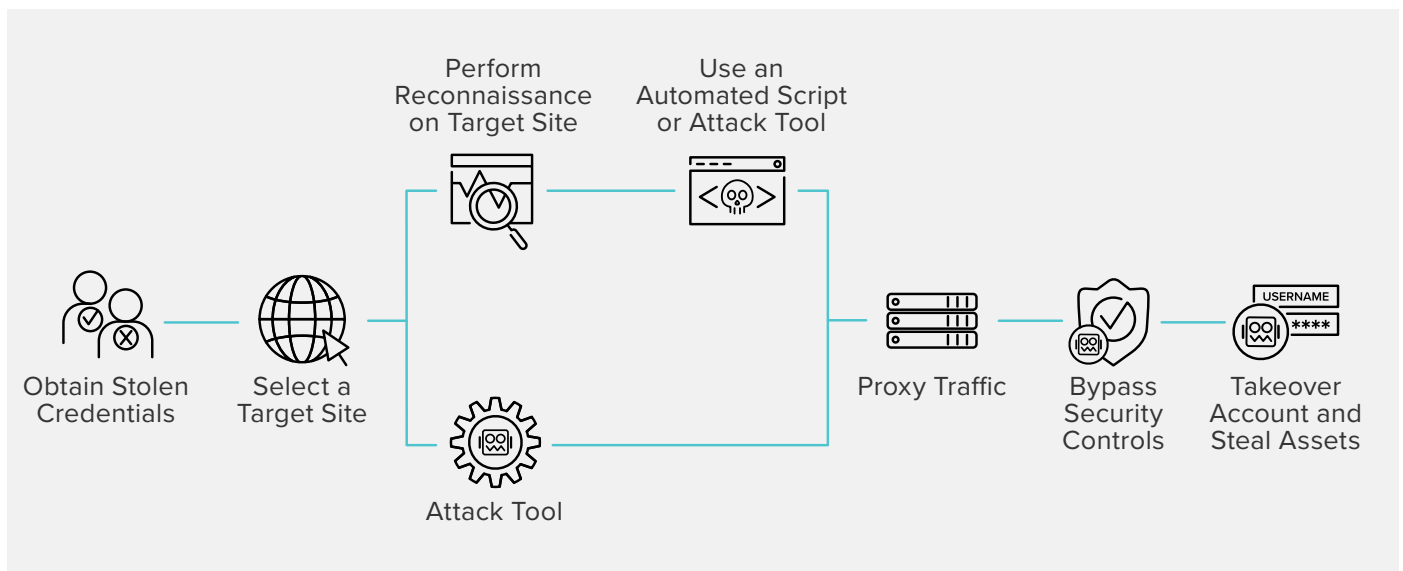 Perform
Reconnaissance
on Target Site
Use an
Automated Script
or Attack Tool
Obtain Stolen
Credentials
Select a
Target Site
Attack Tool
Proxy Traffic
Bypass
Security
Controls
USERNAME
****
Takeover
Account and
Steal Assets